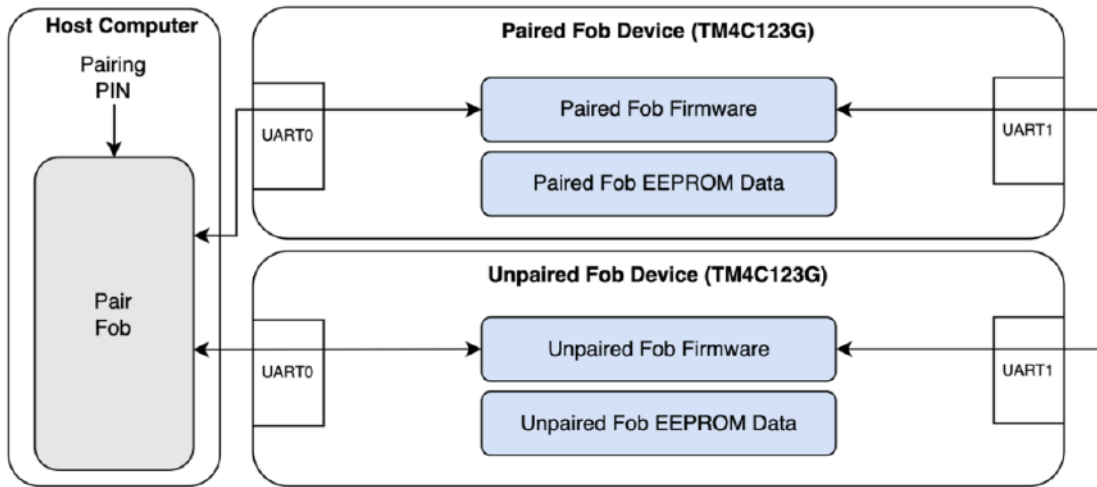 Host Computer
Pairing
PIN
Pair
Fob
Paired Fob Device (TM4C123G)
UART0
Paired Fob Firmware
Paired Fob EEPROM Data
UART1
Unpaired Fob Device (TM4C123G)
UART0
Unpaired Fob Firmware
Unpaired Fob EEPROM Data
UART1